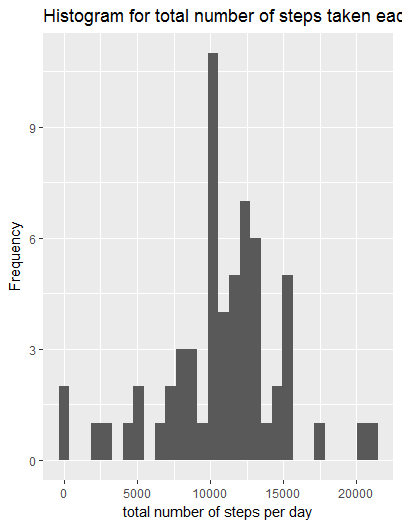 Histogram for total number of steps taken eac
9
6
3
0
Frequency
0 5000 10000 15000 20000
total number of steps per day